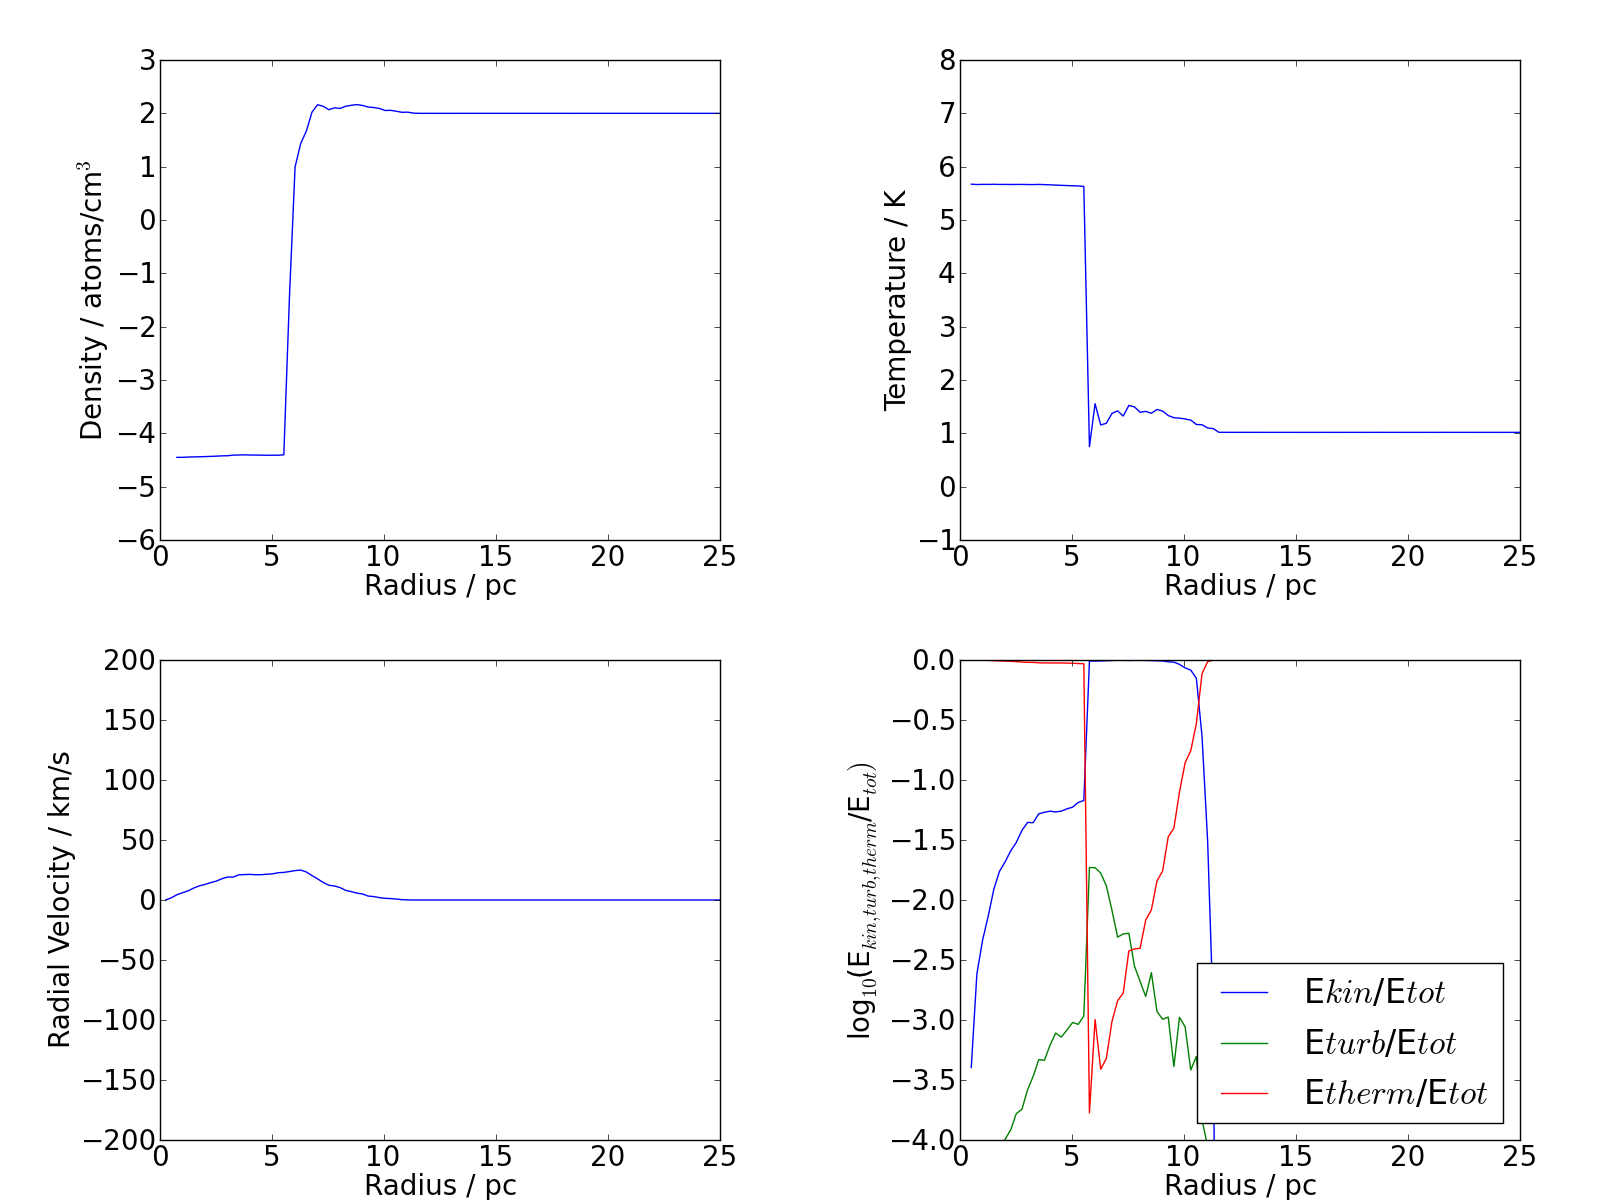 3
2
1
0
−1
−2
−3
−4
−5
−6
0 5 10 15 20 25
Radius / pc
Density / atoms/cm³
8
7
6
5
4
3
2
1
0
−1
0 5 10 15 20 25
Radius / pc
Temperature / K
200
150
100
50
0
−50
−100
−150
−200
0 5 10 15 20 25
Radius / pc
Radial Velocity / km/s
0.0
−0.5
−1.0
−1.5
−2.0
−2.5
−3.0
−3.5
−4.0
0 5 10 15 20 25
Radius / pc
log₁₀(E_{kin,turb,therm}/E_{tot})
Ekin/Etot
Eturb/Etot
Etherm/Etot